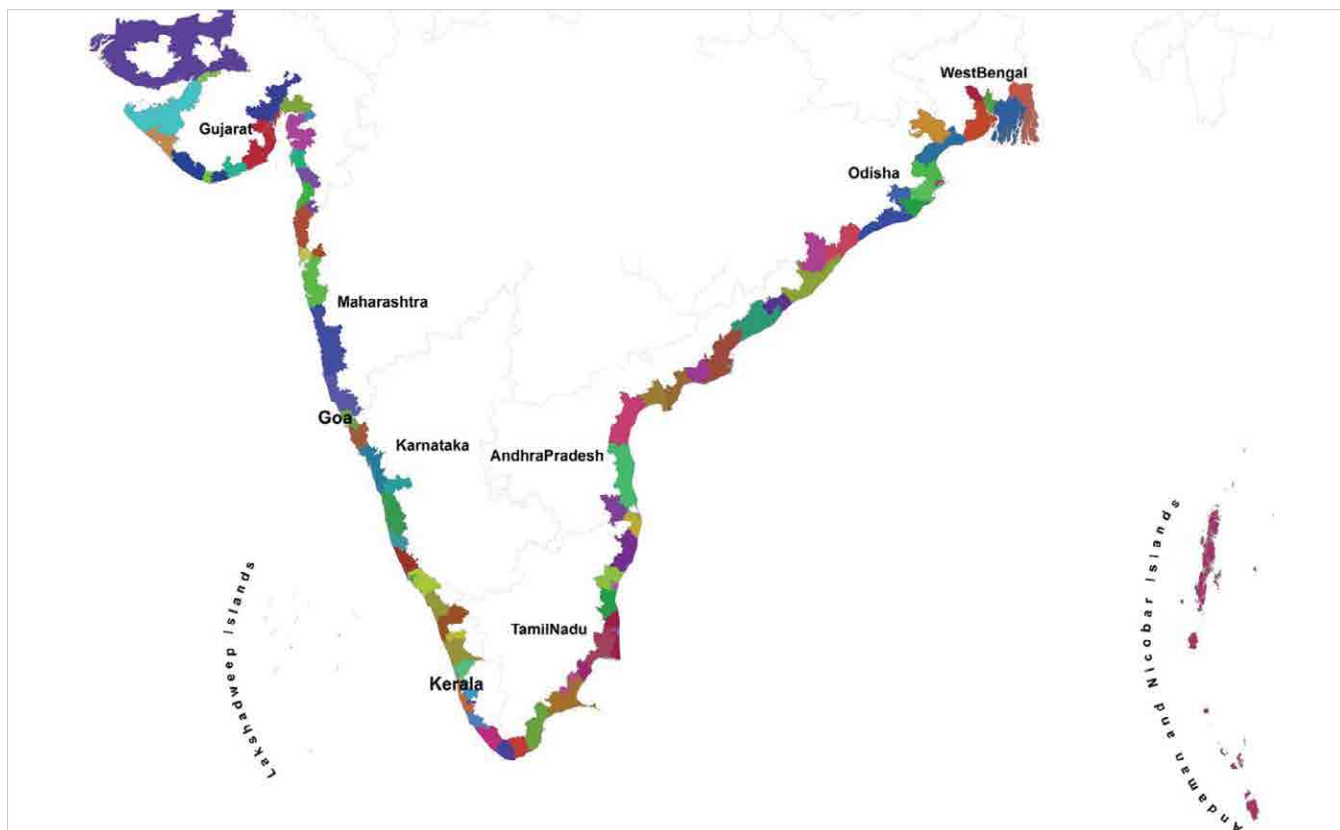 WestBengal
Gujarat
Odisha
Maharashtra
Goa
Karnataka
AndhraPradesh
TamilNadu
Kerala
Lakshadweep Islands
Andaman and Nicobar Islands